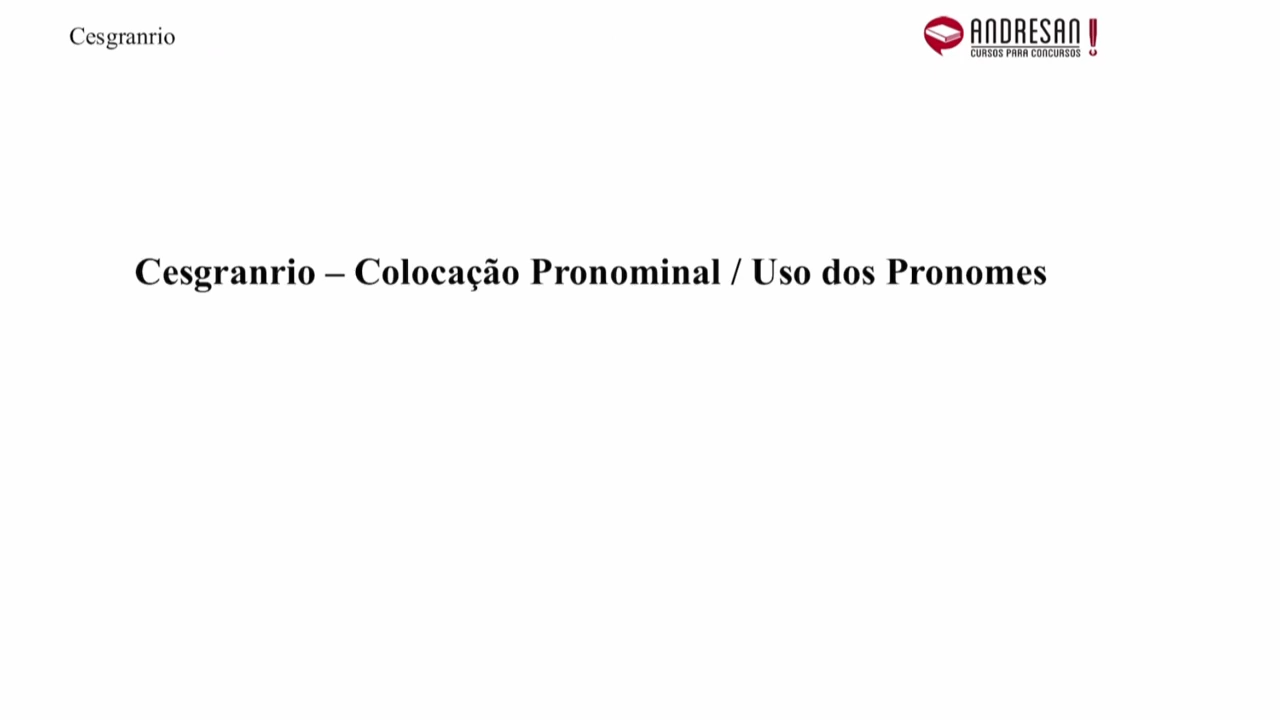 Cesgranrio
ANDRESAN!
CURSOS PARA CONCURSOS
Cesgranrio – Colocação Pronominal / Uso dos Pronomes